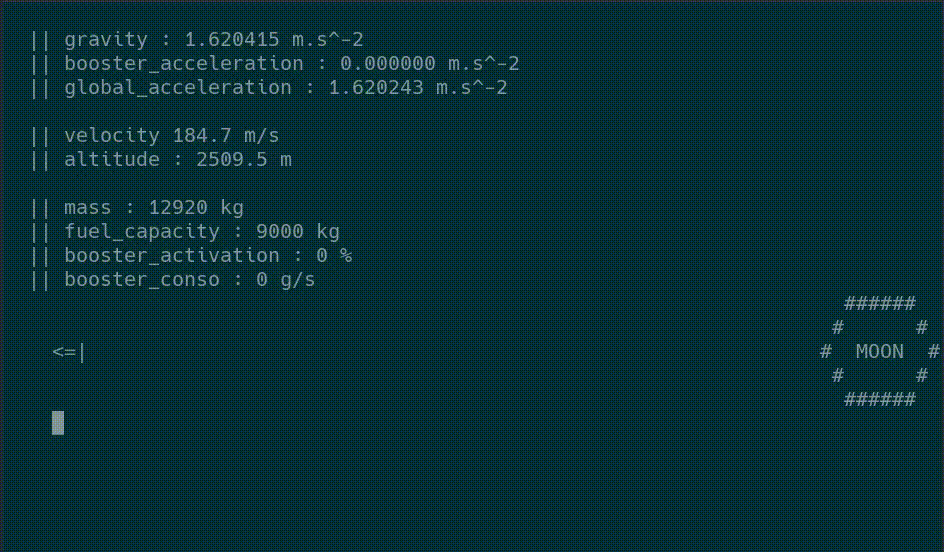 || gravity : 1.620415 m.s^-2
|| booster_acceleration : 0.000000 m.s^-2
|| global_acceleration : 1.620243 m.s^-2
|| velocity 184.7 m/s
|| altitude : 2509.5 m
|| mass : 12920 kg
|| fuel_capacity : 9000 kg
|| booster_activation : 0 %
|| booster_conso : 0 g/s
######
# #
<=| # MOON #
# #
######